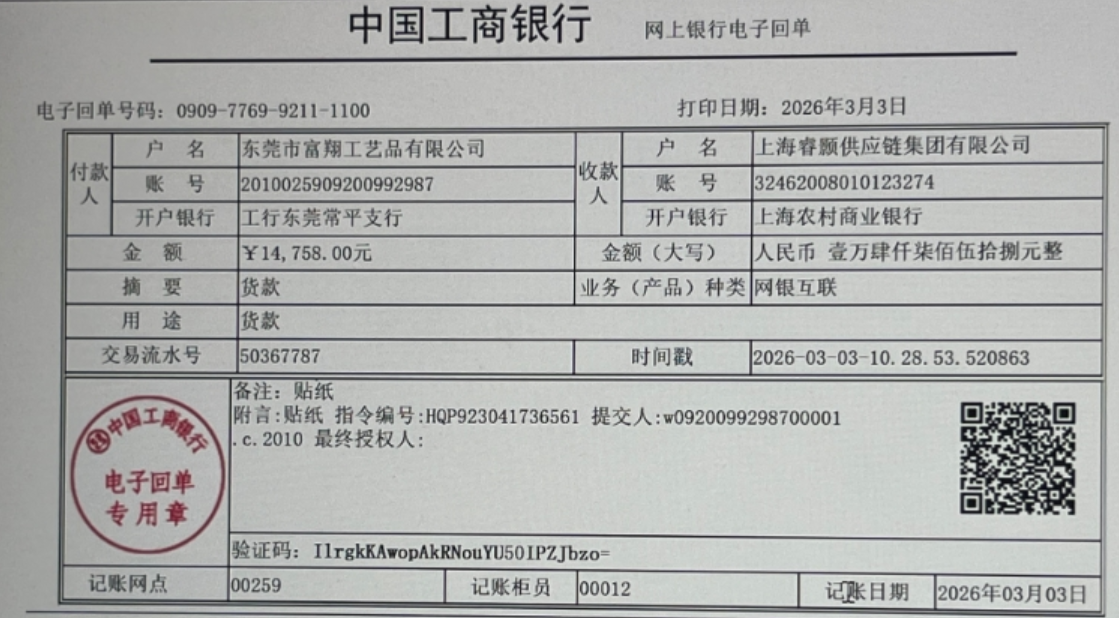 中国工商银行 网上银行电子回单
电子回单号码：0909-7769-9211-1100 打印日期：2026年3月3日
付款人 户 名 东莞市富翔工艺品有限公司 收款人 户 名 上海睿颢供应链集团有限公司
账 号 2010025909200992987 账 号 32462008010123274
开户银行 工行东莞常平支行 开户银行 上海农村商业银行
金 额 ¥14,758.00元 金额（大写） 人民币 壹万肆仟柒佰伍拾捌元整
摘 要 货款 业务（产品）种类 网银互联
用 途 货款
交易流水号 50367787 时间戳 2026-03-03-10.28.53.520863
备注：贴纸
附言:贴纸 指令编号:HQP923041736561 提交人:w0920099298700001
.c.2010 最终授权人:
中国工商银行
电子回单
专用章
验证码：IlrgkKAwopAkRNouYU50IPZJbzo=
记账网点 00259 记账柜员 00012 记账日期 2026年03月03日